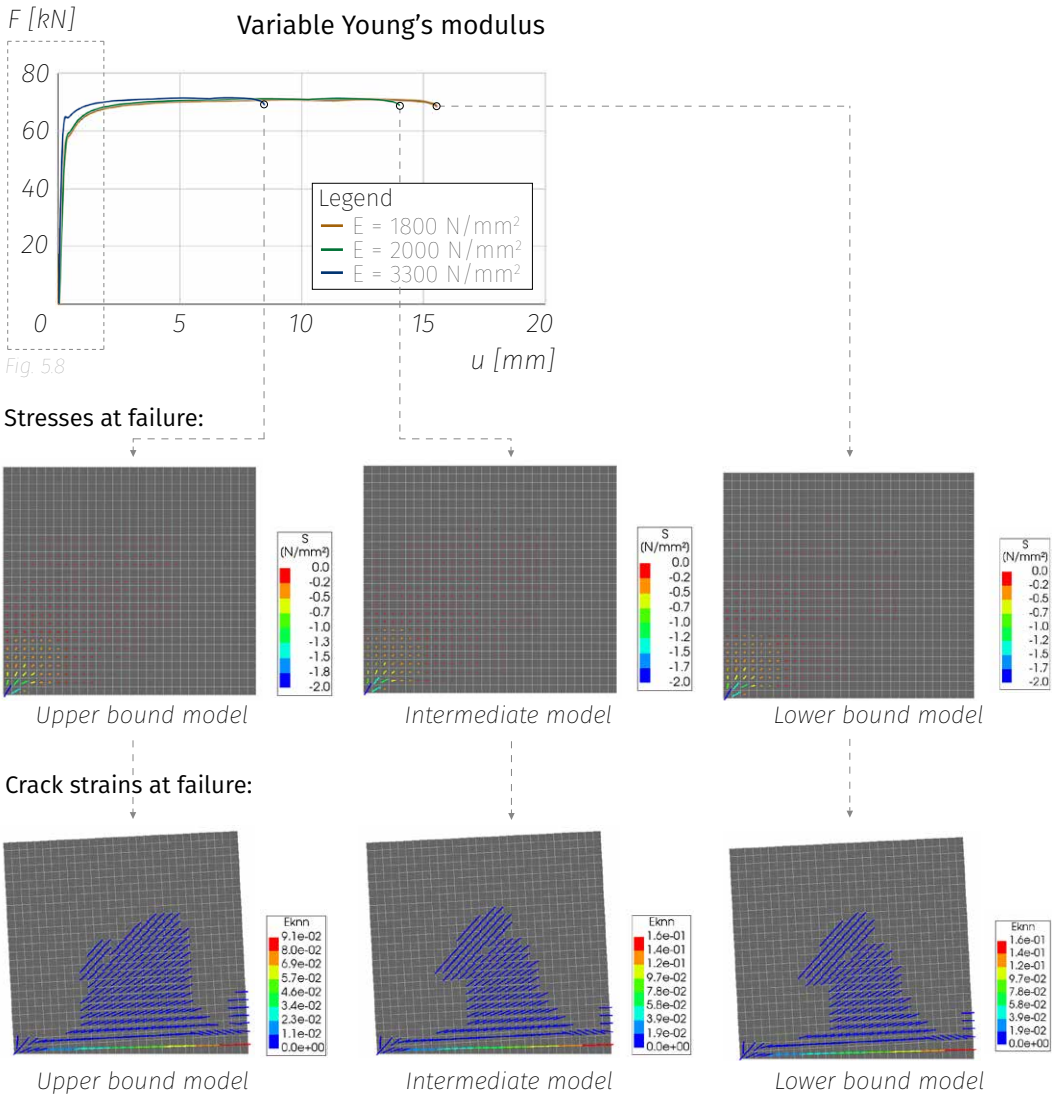 F [kN]
Variable Young's modulus
80
60
40
20
Legend
E = 1800 N/mm²
E = 2000 N/mm²
E = 3300 N/mm²
0
5
10
15
20
Fig. 5.8
u [mm]
Stresses at failure:
S
(N/mm²)
0.0
-0.2
-0.5
-0.7
-1.0
-1.3
-1.5
-1.8
-2.0
S
(N/mm²)
0.0
-0.2
-0.5
-0.7
-1.0
-1.2
-1.5
-1.7
-2.0
S
(N/mm²)
0.0
-0.2
-0.5
-0.7
-1.0
-1.2
-1.5
-1.7
-2.0
Upper bound model
Intermediate model
Lower bound model
Crack strains at failure:
Eknn
9.1e-02
8.0e-02
6.9e-02
5.7e-02
4.6e-02
3.4e-02
2.3e-02
1.1e-02
0.0e+00
Eknn
1.6e-01
1.4e-01
1.2e-01
9.7e-02
7.8e-02
5.8e-02
3.9e-02
1.9e-02
0.0e+00
Eknn
1.6e-01
1.4e-01
1.2e-01
9.7e-02
7.8e-02
5.8e-02
3.9e-02
1.9e-02
0.0e+00
Upper bound model
Intermediate model
Lower bound model